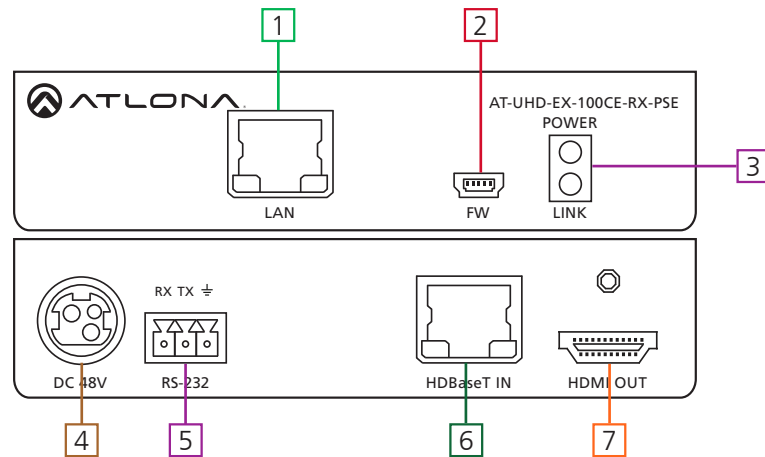 1
2
ATLONA.
AT-UHD-EX-100CE-RX-PSE
POWER
3
LAN
FW
LINK
RX TX
DC 48V
RS-232
HDBaseT IN
HDMI OUT
4
5
6
7